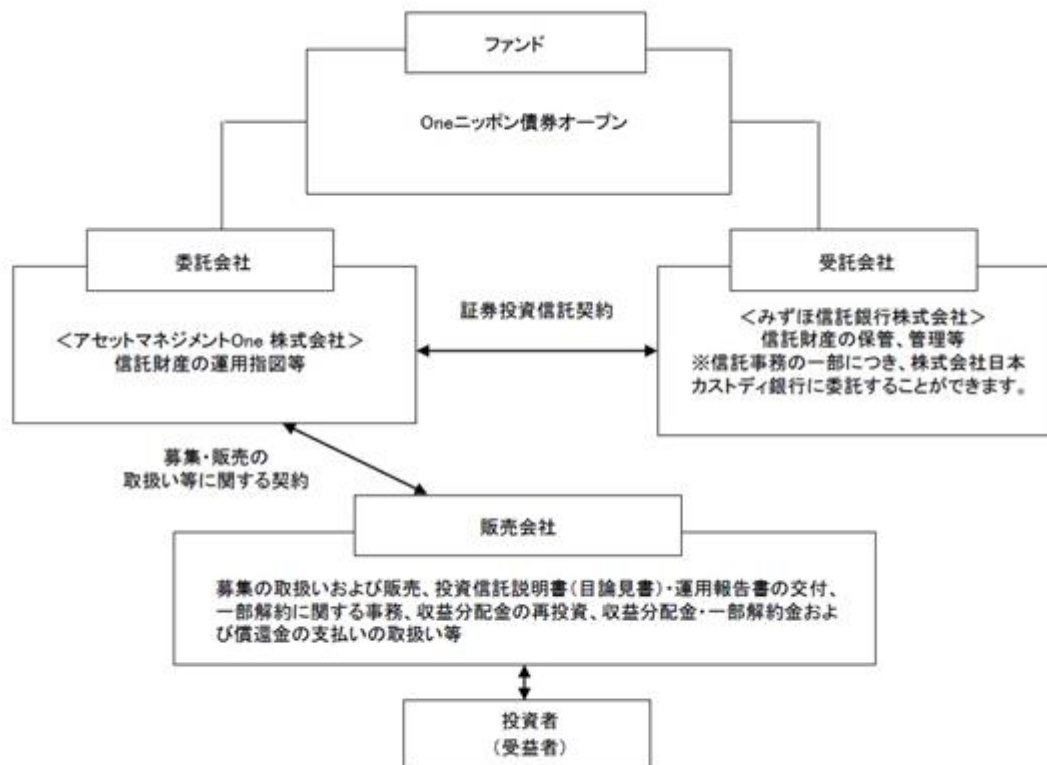 ファンド
Oneニッポン債券オープン
委託会社
<アセットマネジメントOne 株式会社>
信託財産の運用指図等
証券投資信託契約
受託会社
<みずほ信託銀行株式会社>
信託財産の保管、管理等
※信託事務の一部につき、株式会社日本
カストディ銀行に委託することができます。
募集・販売の
取扱い等に関する契約
販売会社
募集の取扱いおよび販売、投資信託説明書(目論見書)・運用報告書の交付、
一部解約に関する事務、収益分配金の再投資、収益分配金・一部解約金およ
び償還金の支払いの取扱い等
投資者
(受益者)